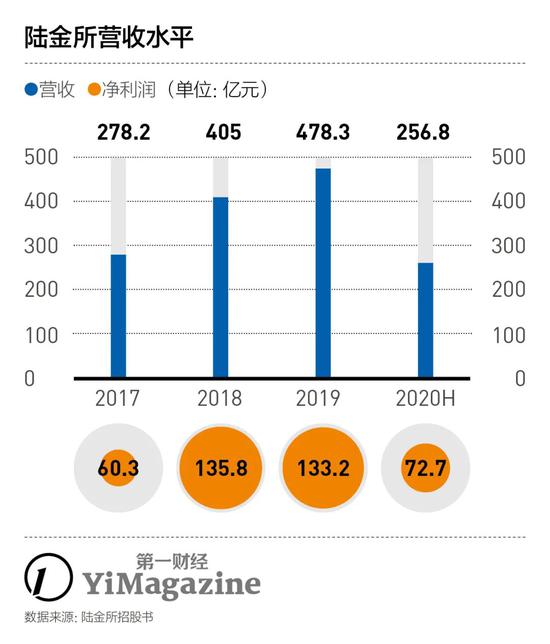 陆金所营收水平
营收 净利润（单位: 亿元）
278.2 405 478.3 256.8
500 500
400 400
300 300
200 200
100 100
0 0
2017 2018 2019 2020H
60.3 135.8 133.2 72.7
第一财经
YiMagazine
数据来源: 陆金所招股书